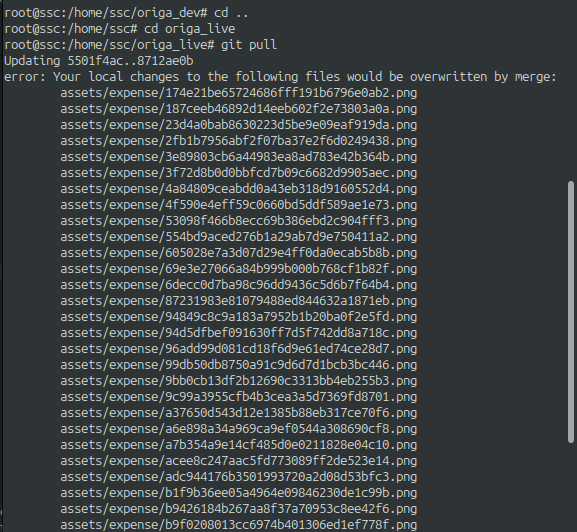 root@ssc:/home/ssc/origa_dev# cd ..
root@ssc:/home/ssc# cd origa_live
root@ssc:/home/ssc/origa_live# git pull
Updating 5501f4ac..8712ae0b
error: Your local changes to the following files would be overwritten by merge:
assets/expense/174e21be65724686fff191b6796e0ab2.png
assets/expense/187ceeb46892d14eeb602f2e73803a0a.png
assets/expense/23d4a0bab8630223d5be9e09eaf919da.png
assets/expense/2fb1b7956abf2f07ba37e2f6d0249438.png
assets/expense/3e89803cb6a44983ea8ad783e42b364b.png
assets/expense/3f72d8b0d0bbfcd7b09c6682d9905aec.png
assets/expense/4a84809ceabdd0a43eb318d9160552d4.png
assets/expense/4f590e4eff59c0660bd5ddf589ae1e73.png
assets/expense/53098f466b8ecc69b386ebd2c904fff3.png
assets/expense/554bd9aced276b1a29ab7d9e750411a2.png
assets/expense/605028e7a3d07d29e4ff0da0ecab5b8b.png
assets/expense/69e3e27066a84b999b000b768cf1b82f.png
assets/expense/6decc0d7ba98c96dd9436c5d6b7f64b4.png
assets/expense/87231983e81079488ed844632a1871eb.png
assets/expense/94849c8c9a183a7952b1b20ba0f2e5fd.png
assets/expense/94d5dfbef091630ff7d5f742dd8a718c.png
assets/expense/96add99d081cd18f6d9e61ed74ce28d7.png
assets/expense/99db50db8750a91c9d6d7d1bcb3bc446.png
assets/expense/9bb0cb13df2b12690c3313bb4eb255b3.png
assets/expense/9c99a3955cfb4b3cea3a5d7369fd8701.png
assets/expense/a37650d543d12e1385b88eb317ce70f6.png
assets/expense/a6e898a34a969ca9ef0544a308690cf8.png
assets/expense/a7b354a9e14cf485d0e0211828e04c10.png
assets/expense/acee8c247aac5fd773089ff2de523e14.png
assets/expense/adc944176b3501993720a2d08d53bfc3.png
assets/expense/b1f9b36ee05a4964e09846230de1c99b.png
assets/expense/b9426184b267aa8f37a70953c8ee42f6.png
assets/expense/b9f0208013cc6974b401306ed1ef778f.png